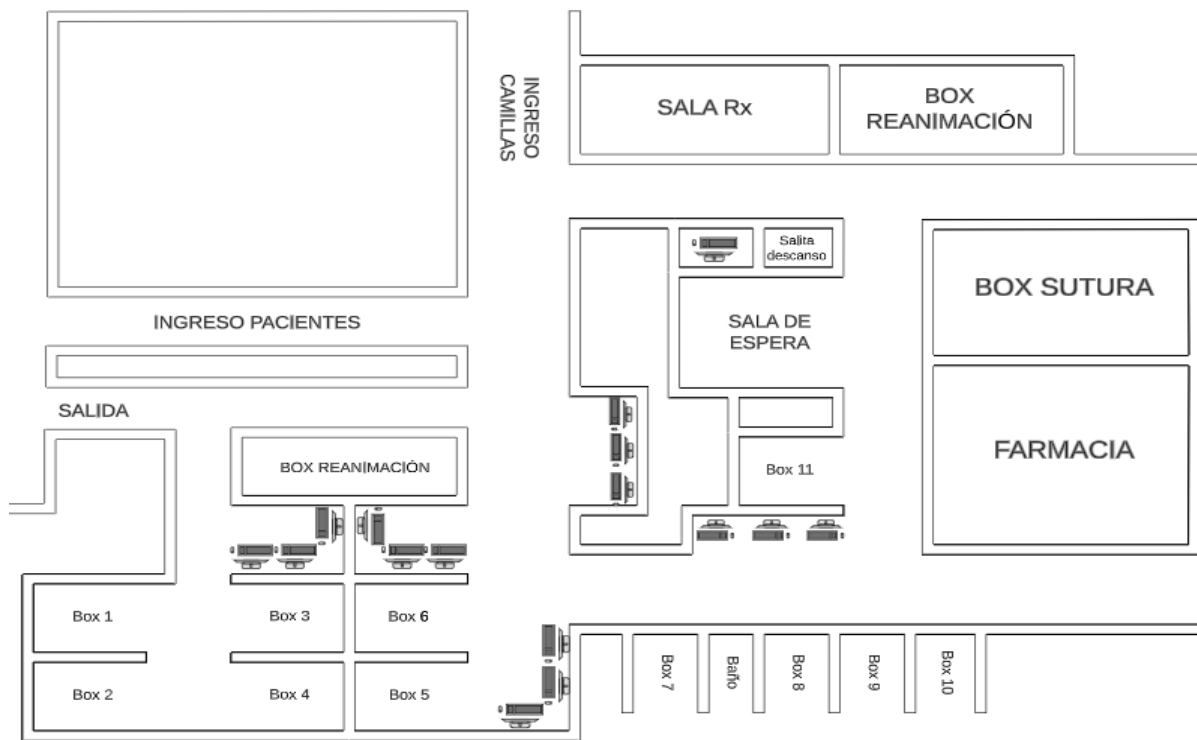 INGRESO
CAMILLAS
SALA Rx
BOX
REANIMACIÓN
Salita
descanso
BOX SUTURA
INGRESO PACIENTES
SALA DE
ESPERA
SALIDA
BOX REANIMACIÓN
Box 11
FARMACIA
Box 1
Box 3
Box 6
Box 2
Box 4
Box 5
Box 7
Baño
Box 8
Box 9
Box 10